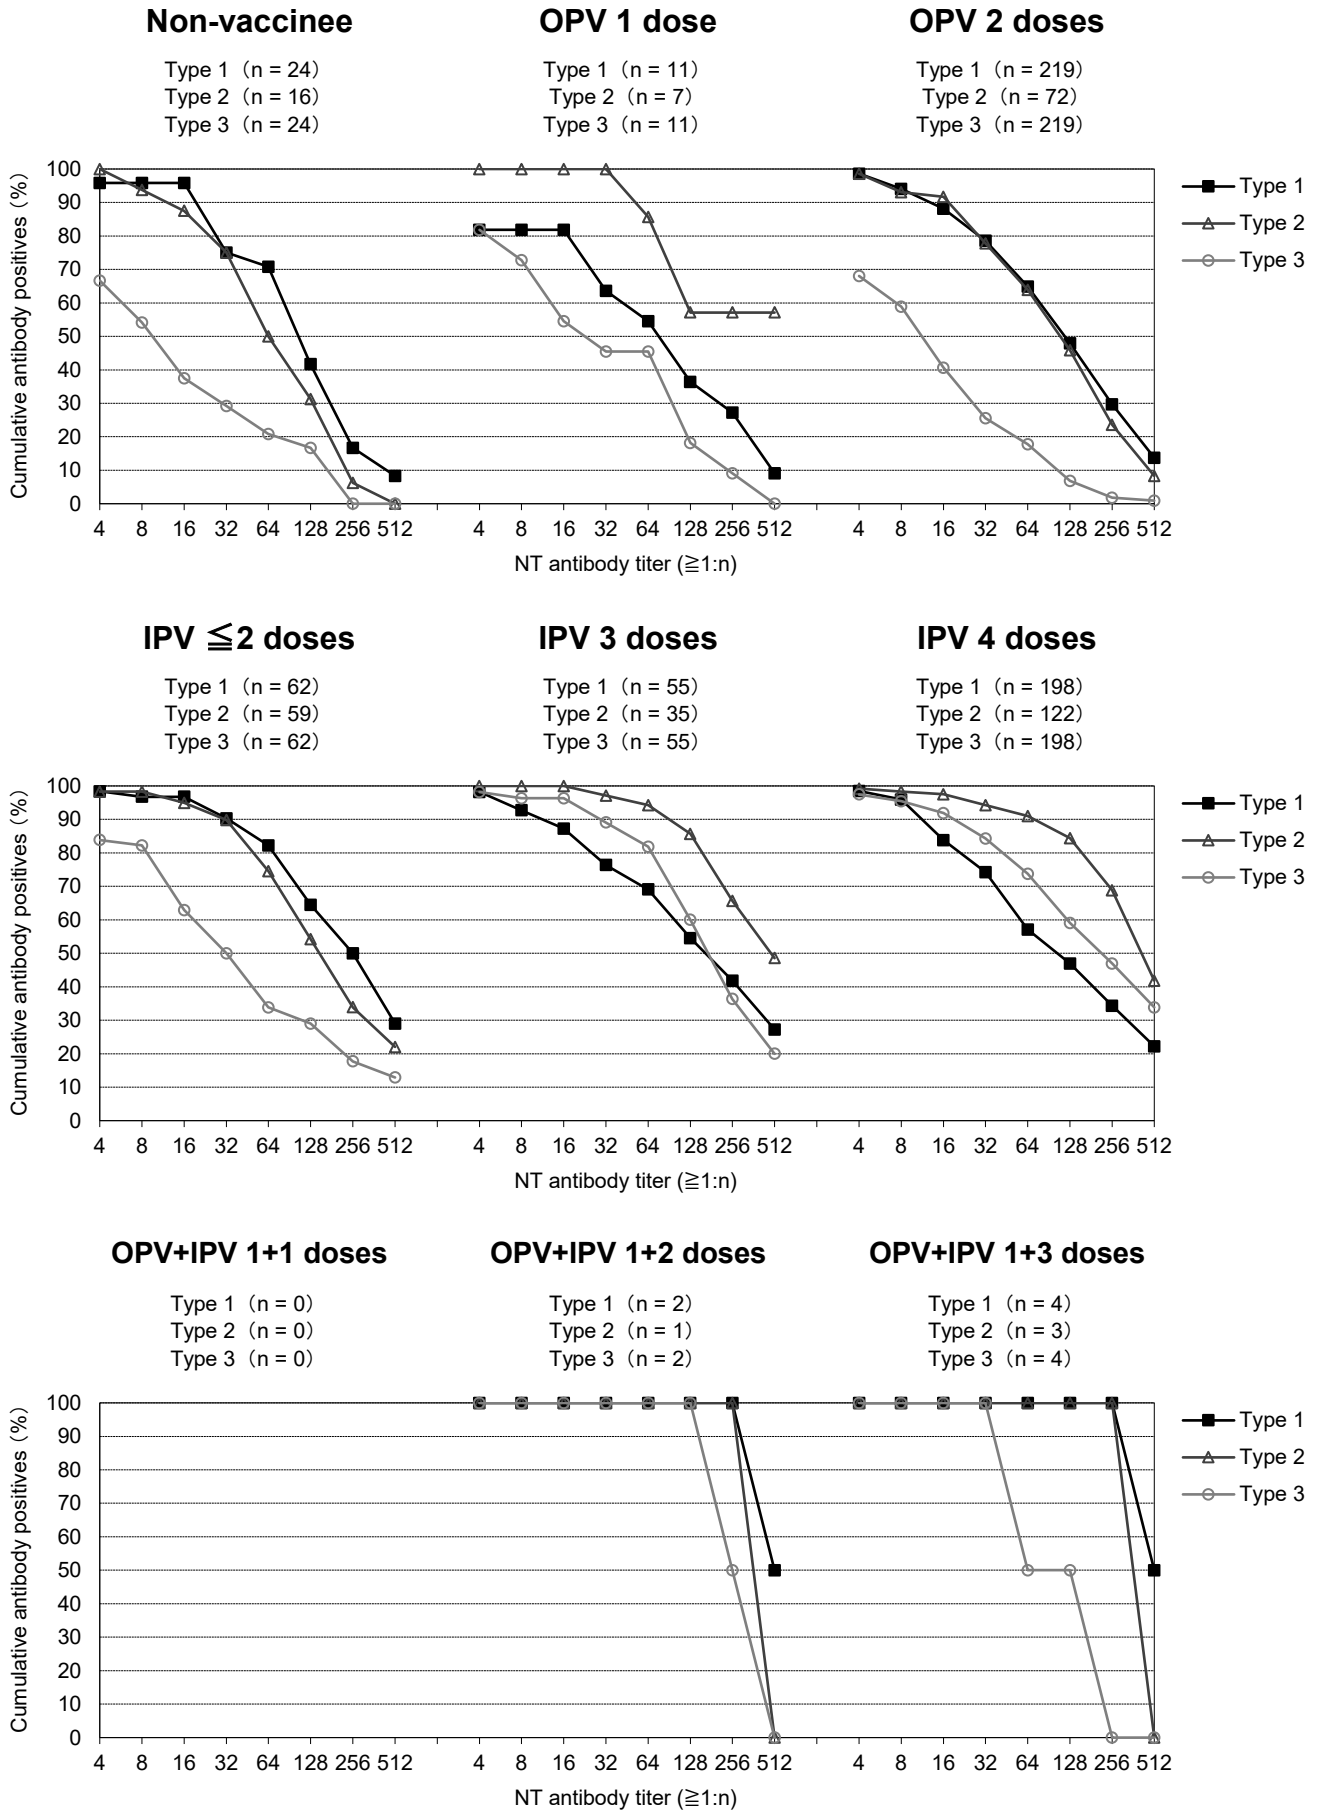 Non-vaccinee
OPV 1 dose
OPV 2 doses
Type 1（n = 24）
Type 2（n = 16）
Type 3（n = 24）
Type 1（n = 11）
Type 2（n = 7）
Type 3（n = 11）
Type 1（n = 219）
Type 2（n = 72）
Type 3（n = 219）
Cumulative antibody positives（%）
100
90
80
70
60
50
40
30
20
10
0
4 8 16 32 64 128 256 512 4 8 16 32 64 128 256 512 4 8 16 32 64 128 256 512
NT antibody titer (≧1:n)
Type 1
Type 2
Type 3
IPV ≦2 doses
IPV 3 doses
IPV 4 doses
Type 1（n = 62）
Type 2（n = 59）
Type 3（n = 62）
Type 1（n = 55）
Type 2（n = 35）
Type 3（n = 55）
Type 1（n = 198）
Type 2（n = 122）
Type 3（n = 198）
Cumulative antibody positives（%）
100
90
80
70
60
50
40
30
20
10
0
4 8 16 32 64 128 256 512 4 8 16 32 64 128 256 512 4 8 16 32 64 128 256 512
NT antibody titer (≧1:n)
Type 1
Type 2
Type 3
OPV+IPV 1+1 doses
OPV+IPV 1+2 doses
OPV+IPV 1+3 doses
Type 1（n = 0）
Type 2（n = 0）
Type 3（n = 0）
Type 1（n = 2）
Type 2（n = 1）
Type 3（n = 2）
Type 1（n = 4）
Type 2（n = 3）
Type 3（n = 4）
Cumulative antibody positives（%）
100
90
80
70
60
50
40
30
20
10
0
4 8 16 32 64 128 256 512 4 8 16 32 64 128 256 512 4 8 16 32 64 128 256 512
NT antibody titer (≧1:n)
Type 1
Type 2
Type 3